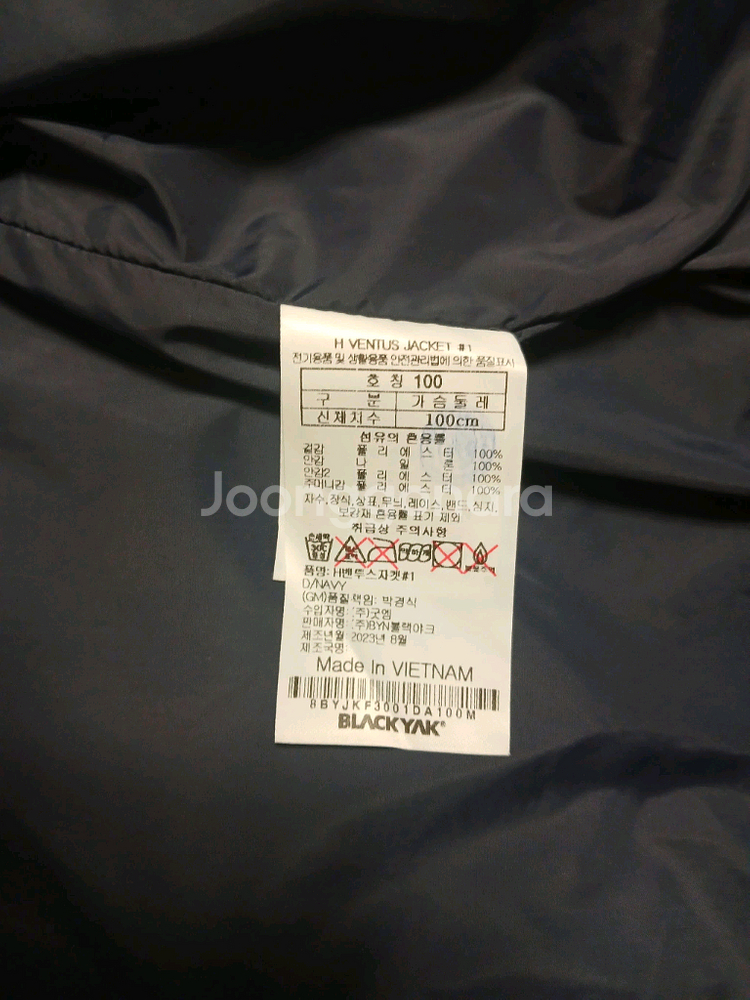 H VENTUS JACKET #1
전기용품 및 생활용품 안전관리법에 의한 품질표시
호 칭 100
구 분 가슴둘레
신체치수 100cm
섬유의 혼용률
겉감 폴 리 에 스 터 100%
안감 나 일 론 100%
안감2 폴 리 에 스 터 100%
주머니감 폴 리 에 스 터 100%
Joongonara
자수,장식,상표,무늬,레이스,밴드,심지,
보강재 혼용률 표기 제외
취급상 주의사항
손세탁
30℃
중성
품명: H벤투스자켓#1
D/NAVY
(GM)품질책임: 박경식
수입자명: (주)굿엠
판매자명: (주)BYN블랙야크
제조년월: 2023년 8월
제조국명:
Made In VIETNAM
8BYJKF3001DA100M
BLACKYAK®